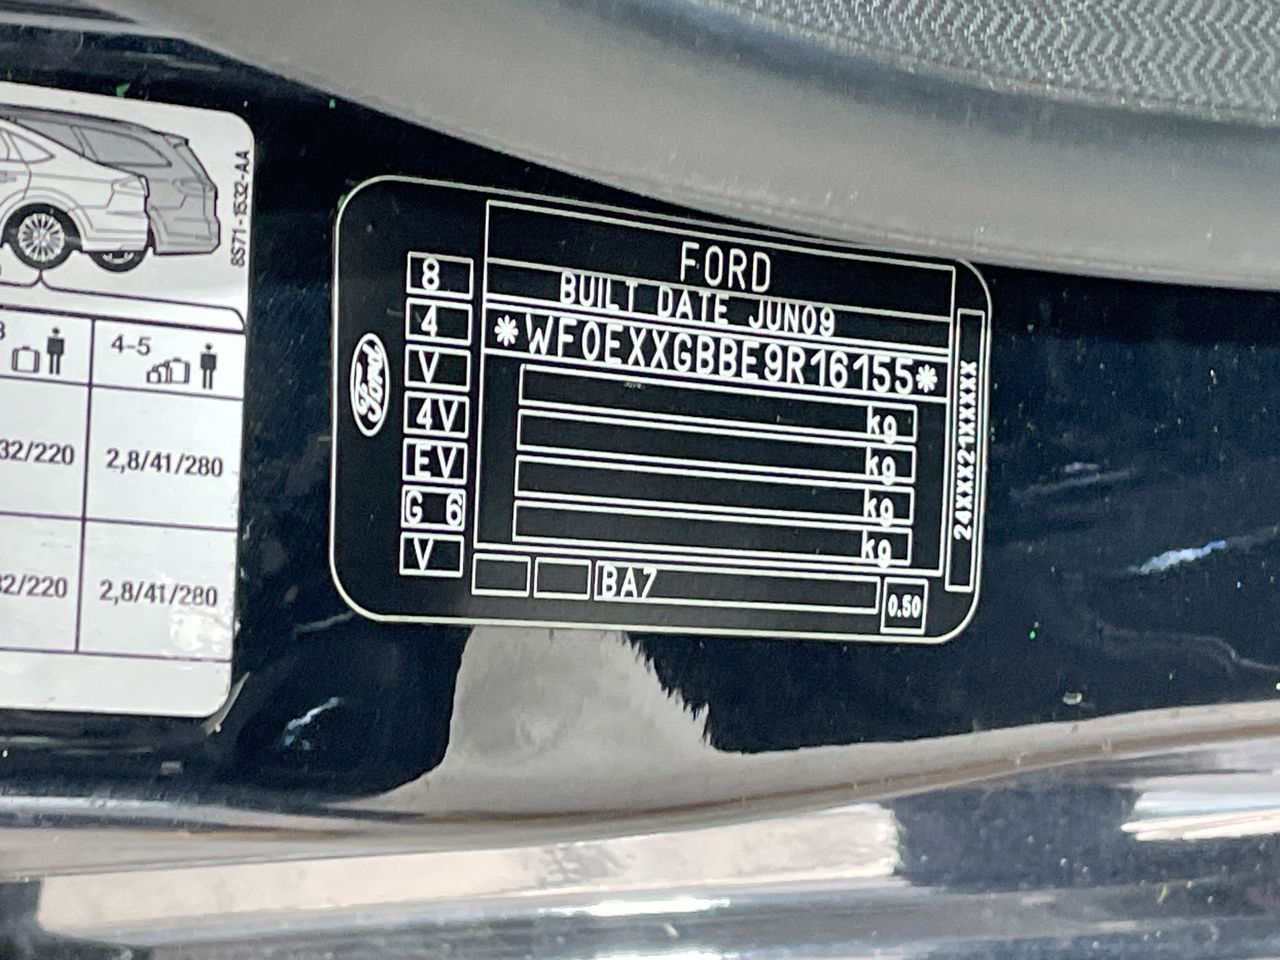 8S71-1532-AA
4-5
32/220
2,8/41/280
32/220
2,8/41/280
Ford
8
4
V
4V
EV
G 6
V
FORD
BUILT DATE JUN09
*WF0EXXGBBE9R16155*
kg
kg
kg
kg
BA7
0.50
24XXX21XXXXX